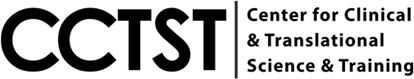 CCTST
Center for Clinical
& Translational
Science & Training